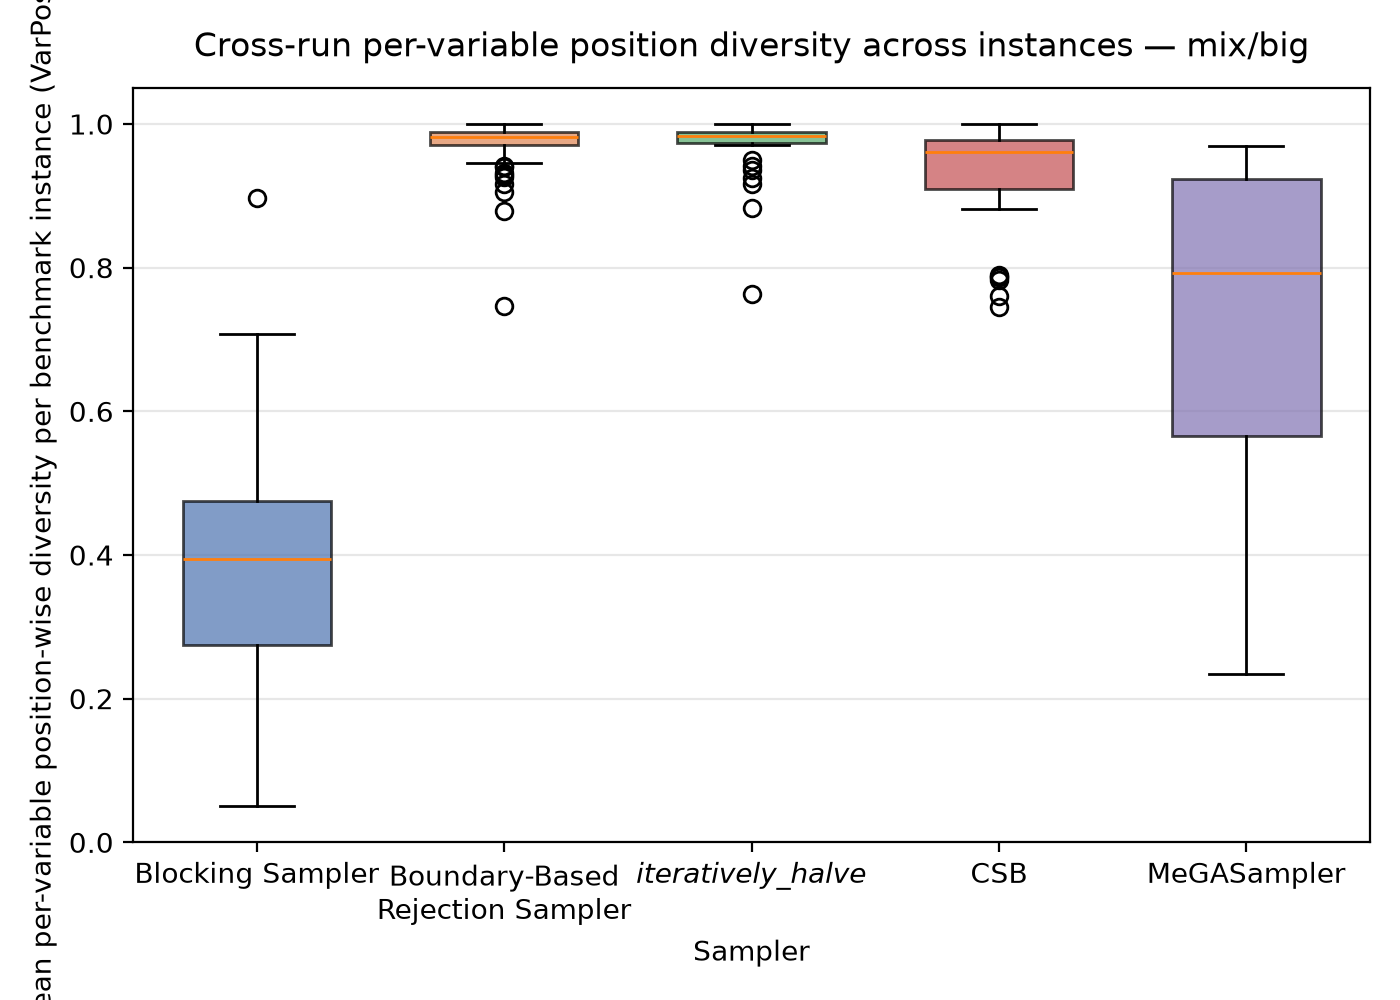 Cross-run per-variable position diversity across instances — mix/big
per-variable position-wise diversity per benchmark instance
1.0
0.8
0.6
0.4
0.2
0.0
Blocking Sampler
Boundary-Based
Rejection Sampler
iteratively_halve
CSB
MeGASampler
Sampler